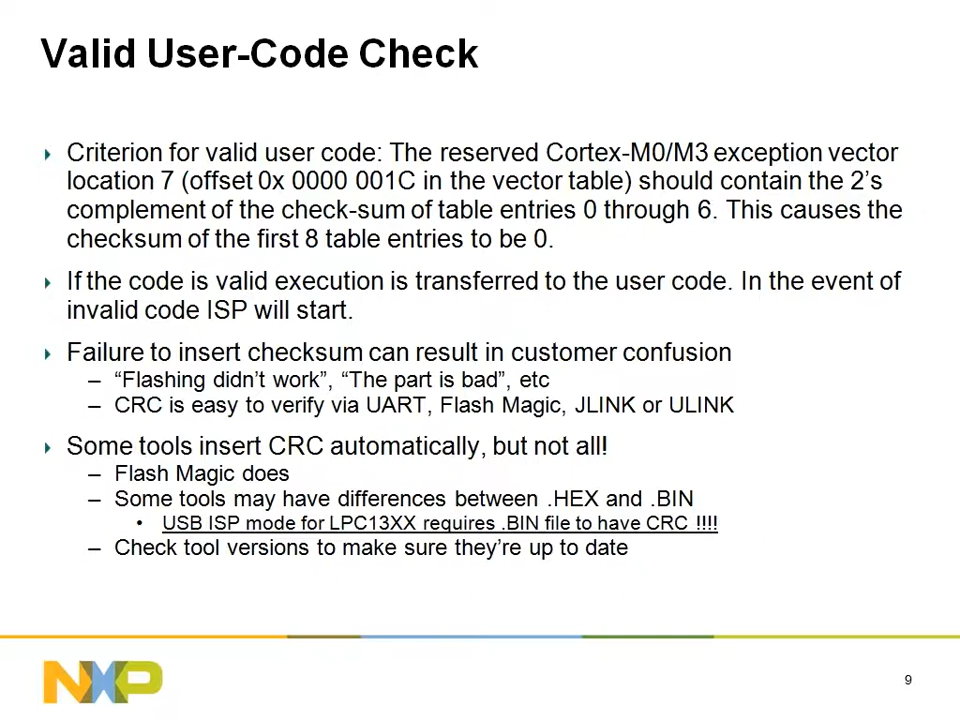 Valid User-Code Check
Criterion for valid user code: The reserved Cortex-M0/M3 exception vector
location 7 (offset 0x 0000 001C in the vector table) should contain the 2's
complement of the check-sum of table entries 0 through 6. This causes the
checksum of the first 8 table entries to be 0.
If the code is valid execution is transferred to the user code. In the event of
invalid code ISP will start.
Failure to insert checksum can result in customer confusion
– “Flashing didn't work”, “The part is bad”, etc
– CRC is easy to verify via UART, Flash Magic, JLINK or ULINK
Some tools insert CRC automatically, but not all!
– Flash Magic does
– Some tools may have differences between .HEX and .BIN
• USB ISP mode for LPC13XX requires .BIN file to have CRC !!!!
– Check tool versions to make sure they're up to date
NXP
9